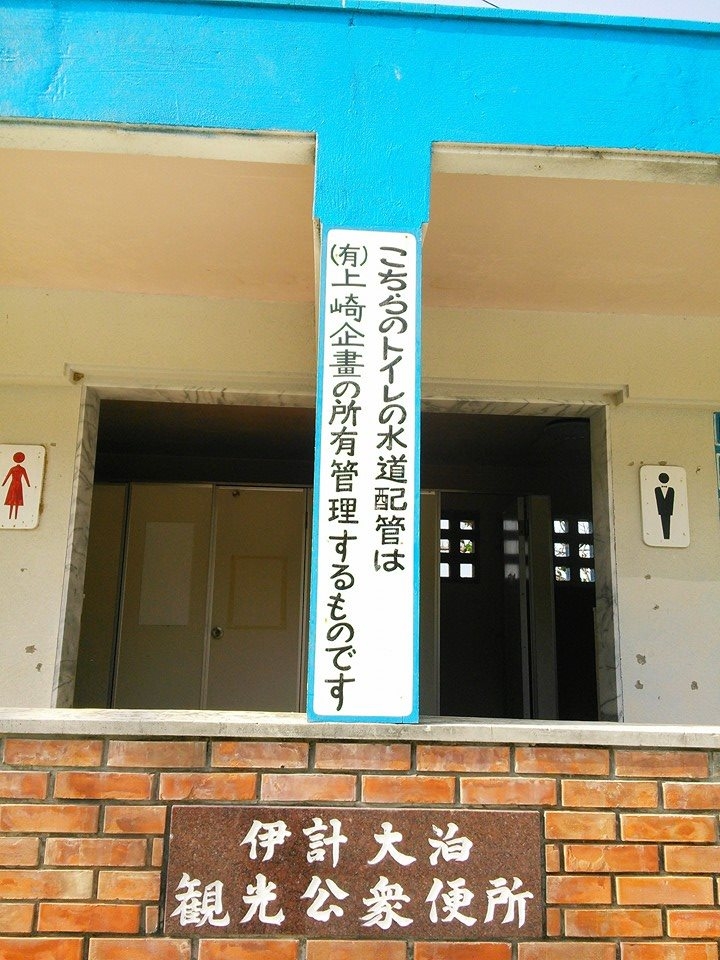 こちらのトイレの水道配管は
(有)上崎企畫の所有管理するものです
伊計大泊
観光公衆便所